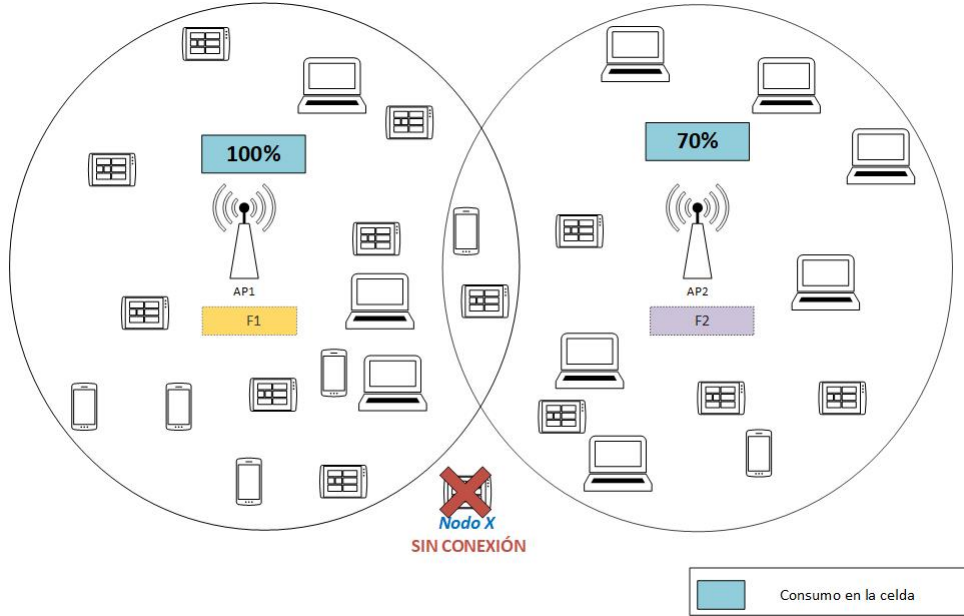 100%
70%
AP1
AP2
F1
F2
Nodo X
SIN CONEXIÓN
Consumo en la celda